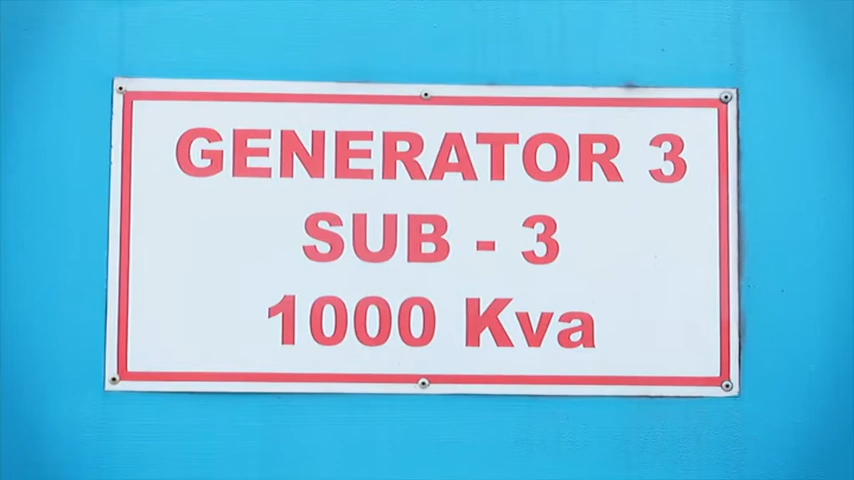 GENERATOR 3
SUB - 3
1000 Kva